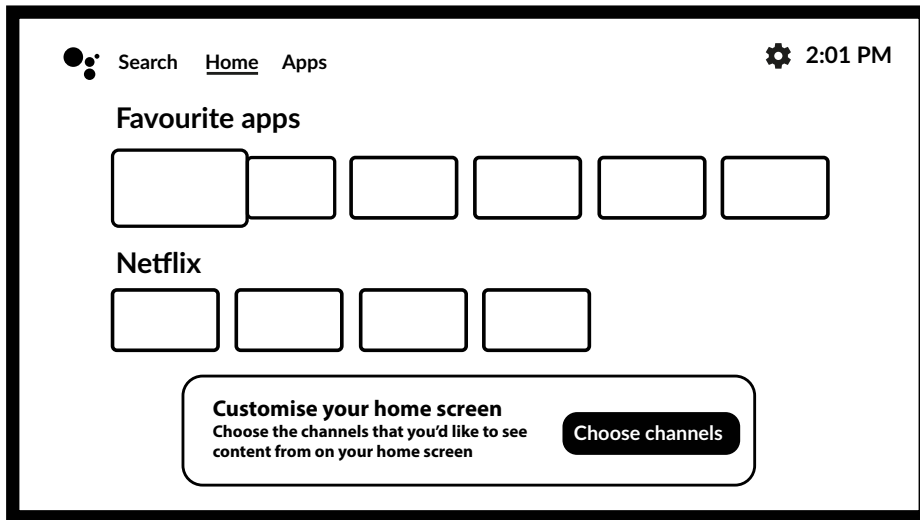 Search Home Apps
2:01 PM
Favourite apps
Netflix
Customise your home screen
Choose the channels that you'd like to see
content from on your home screen
Choose channels